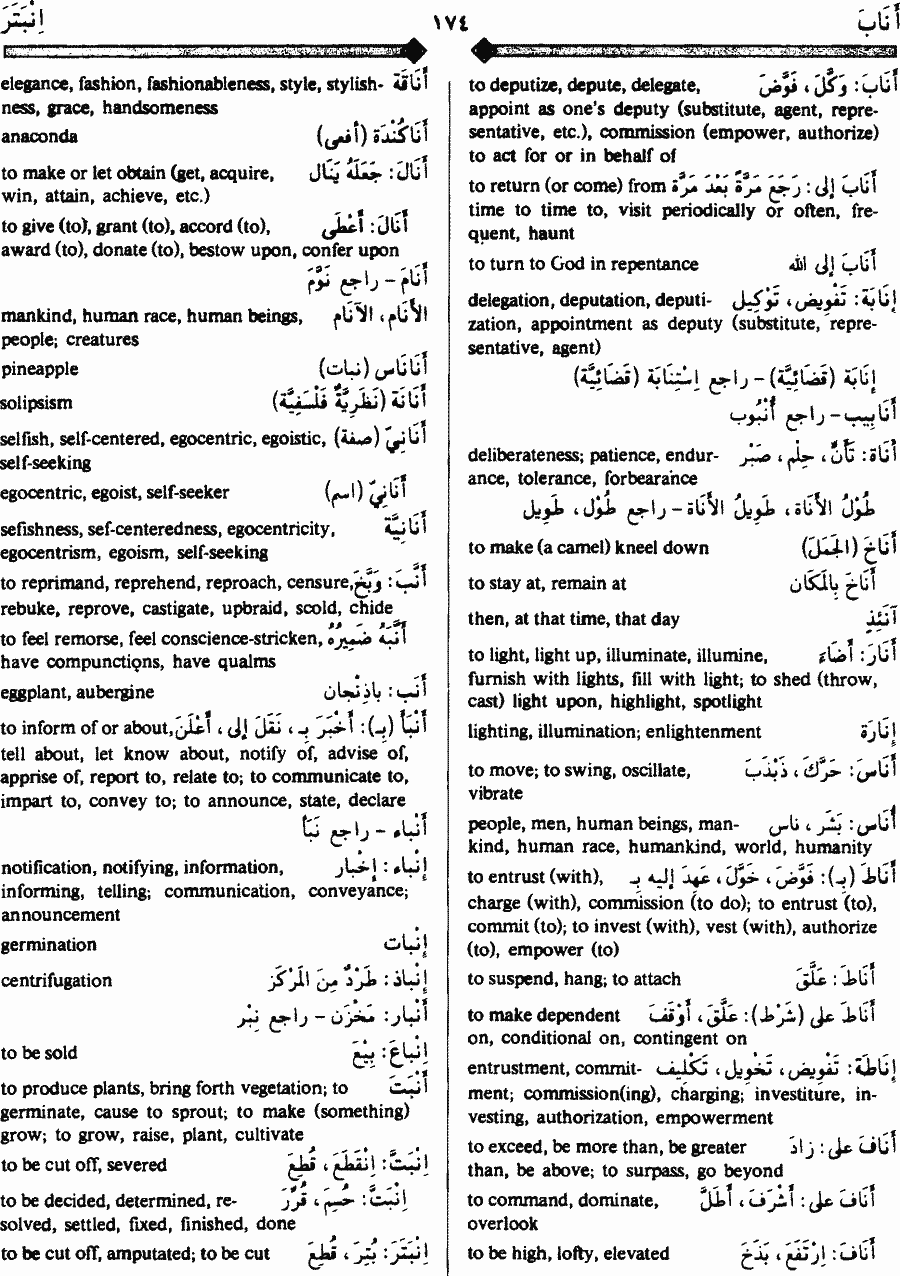 أَنَابَ ١٧٤ اِنْبَتَرَ
أَنَابَ: وَكَّلَ، فَوَّضَ to deputize, depute, delegate,
appoint as one's deputy (substitute, agent, repre-
sentative, etc.), commission (empower, authorize)
to act for or in behalf of
أَنَابَ إلى: رَجَعَ مَرَّةً بَعْدَ مَرَّة to return (or come) from
time to time to, visit periodically or often, fre-
quent, haunt
أَنَابَ إلى الله to turn to God in repentance
إِنَابَة: تَفْوِيض، تَوْكِيل delegation, deputation, deputi-
zation, appointment as deputy (substitute, repre-
sentative, agent)
إِنَابَة (قَضَائِيَّة) - راجع اِسْتِنَابَة (قَضَائِيَّة)
أَنَابِيب - راجع أُنْبُوب
أَنَاة: تَأَنٍّ، حِلْم، صَبْر deliberateness; patience, endur-
ance, tolerance, forbearance
طُوْلُ الأَنَاة، طَوِيلُ الأَنَاة - راجع طُوْل، طَوِيل
أَنَاخَ (الجَمَلَ) to make (a camel) kneel down
أَنَاخَ بِالمَكَان to stay at, remain at
آنَئِذٍ then, at that time, that day
أَنَارَ: أَضَاءَ to light, light up, illuminate, illumine,
furnish with lights, fill with light; to shed (throw,
cast) light upon, highlight, spotlight
إِنَارَة lighting, illumination; enlightenment
أَنَاسَ: حَرَّكَ، ذَبْذَبَ to move; to swing, oscillate,
vibrate
أُنَاس: بَشَر، ناس people, men, human beings, man-
kind, human race, humankind, world, humanity
أَنَاطَ (بِـ): فَوَّضَ، خَوَّلَ، عَهِدَ إليه بِـ to entrust (with),
charge (with), commission (to do); to entrust (to),
commit (to); to invest (with), vest (with), authorize
(to), empower (to)
أَنَاطَ: عَلَّقَ to suspend, hang; to attach
أَنَاطَ على (شَرْط): عَلَّقَ، أَوْقَفَ to make dependent
on, conditional on, contingent on
إِنَاطَة: تَفْوِيض، تَخْوِيل، تَكْلِيف entrustment, commit-
ment; commission(ing), charging; investiture, in-
vesting, authorization, empowerment
أَنَافَ على: زادَ to exceed, be more than, be greater
than, be above; to surpass, go beyond
أَنَافَ على: أَشْرَفَ، أَطَلَّ to command, dominate,
overlook
أَنَافَ: اِرْتَفَعَ، بَذَخَ to be high, lofty, elevated
أَنَاقَة elegance, fashion, fashionableness, style, stylish-
ness, grace, handsomeness
أَنَاكُنْدَة (أفعى) anaconda
أَنَالَ: جَعَلَهُ يَنَال to make or let obtain (get, acquire,
win, attain, achieve, etc.)
أَنَالَ: أَعْطَى to give (to), grant (to), accord (to),
award (to), donate (to), bestow upon, confer upon
أَنَامَ - راجع نَوَّمَ
الأَنَام، الآنَام mankind, human race, human beings,
people; creatures
أَنَانَاس (نبات) pineapple
أَنَانَة (نَظَرِيَّةٌ فَلْسَفِيَّة) solipsism
أَنَانِيّ (صفة) selfish, self-centered, egocentric, egoistic,
self-seeking
أَنَانِيّ (اسم) egocentric, egoist, self-seeker
أَنَانِيَّة sefishness, sef-centeredness, egocentricity,
egocentrism, egoism, self-seeking
أَنَّبَ: وَبَّخَ to reprimand, reprehend, reproach, censure,
rebuke, reprove, castigate, upbraid, scold, chide
أَنَّبَهُ ضَمِيرُهُ to feel remorse, feel conscience-stricken,
have compunctions, have qualms
أَنَب: باذِنْجان eggplant, aubergine
أَنْبَأَ (بِـ): أَخْبَرَ بِـ، نَقَلَ إلى، أَعْلَنَ to inform of or about,
tell about, let know about, notify of, advise of,
apprise of, report to, relate to; to communicate to,
impart to, convey to; to announce, state, declare
أَنْبَاء - راجع نَبَأ
إِنْبَاء: إِخْبَار notification, notifying, information,
informing, telling; communication, conveyance;
announcement
إِنْبَات germination
إِنْبَاذ: طَرْدٌ مِنَ المَرْكَز centrifugation
أَنْبَار: مَخْزَن - راجع نِبْر
اِنْبَاعَ: بِيْعَ to be sold
أَنْبَتَ to produce plants, bring forth vegetation; to
germinate, cause to sprout; to make (something)
grow; to grow, raise, plant, cultivate
اِنْبَتَّ: اِنْقَطَعَ، قُطِعَ to be cut off, severed
اِنْبَتَّ: حُسِمَ، قُرِّرَ to be decided, determined, re-
solved, settled, fixed, finished, done
اِنْبَتَرَ: بُتِرَ، قُطِعَ to be cut off, amputated; to be cut